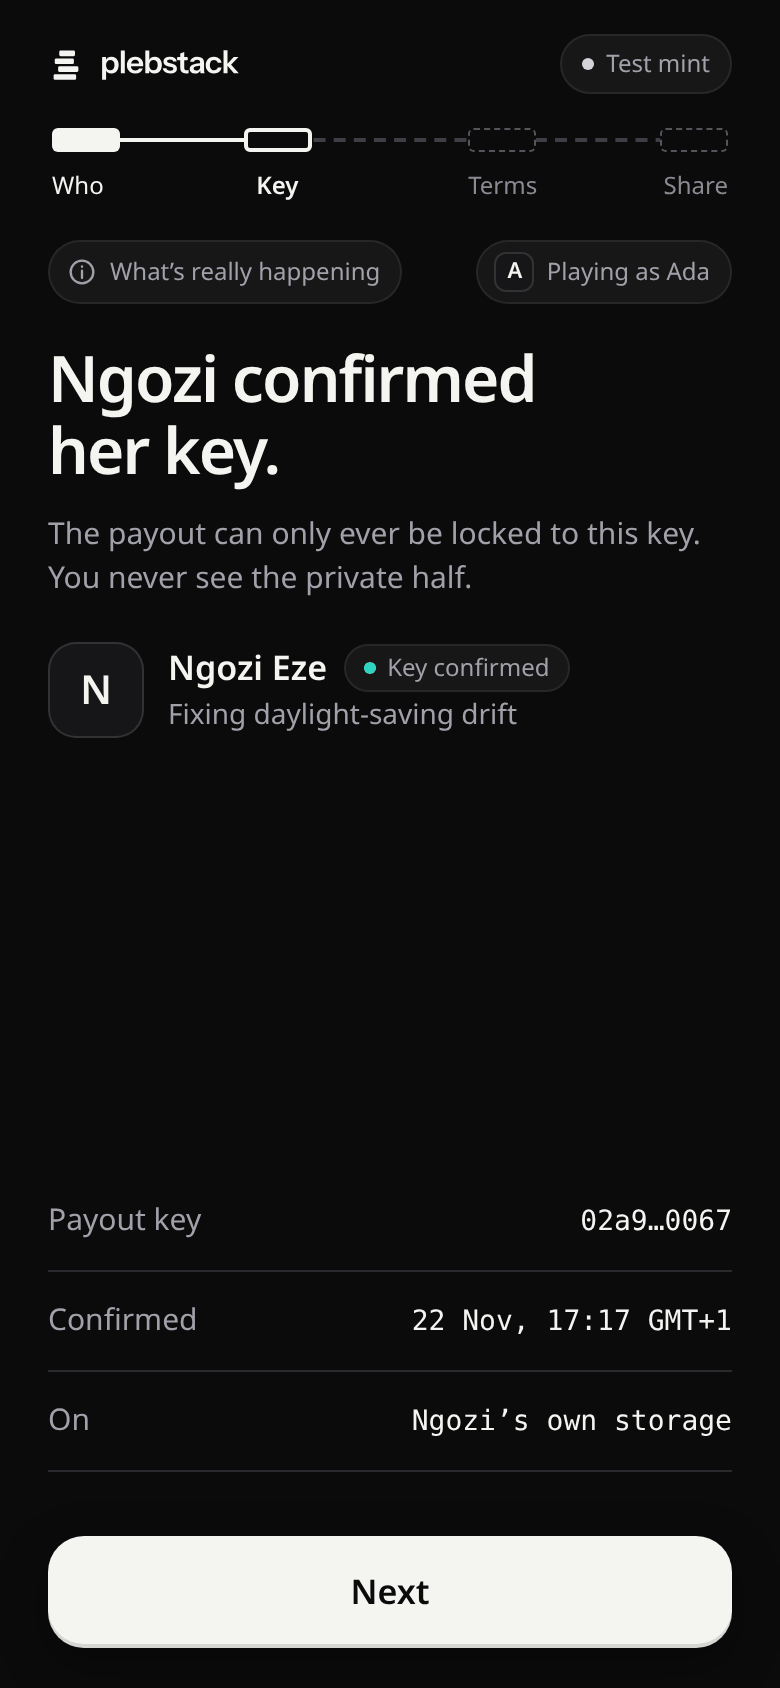 plebstack
Test mint
Who
Key
Terms
Share
What’s really happening
A
Playing as Ada
Ngozi confirmed
her key.
The payout can only ever be locked to this key.
You never see the private half.
N
Ngozi Eze
Key confirmed
Fixing daylight-saving drift
Payout key
02a9…0067
Confirmed
22 Nov, 17:17 GMT+1
On
Ngozi’s own storage
Next